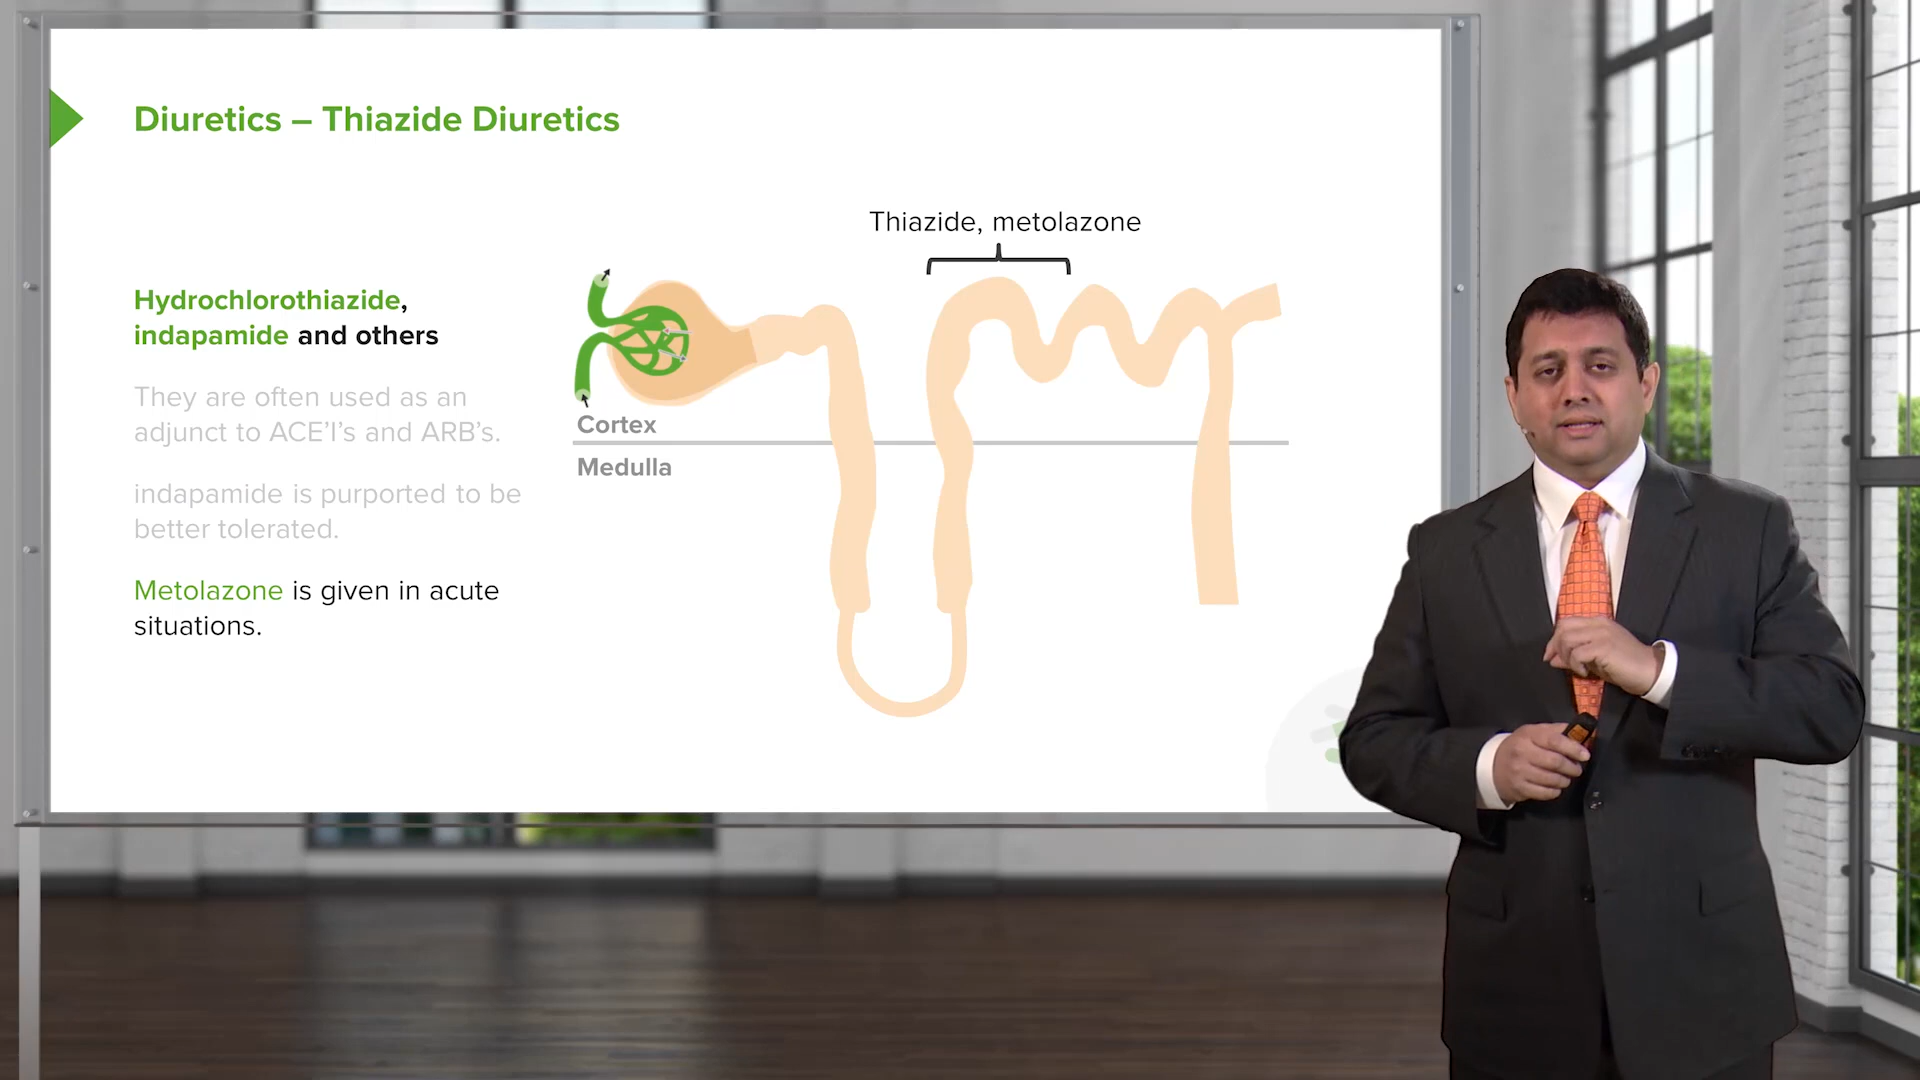 Diuretics – Thiazide Diuretics
Thiazide, metolazone
Hydrochlorothiazide,
indapamide and others
They are often used as an
adjunct to ACE'I's and ARB's.
indapamide is purported to be
better tolerated.
Metolazone is given in acute
situations.
Cortex
Medulla